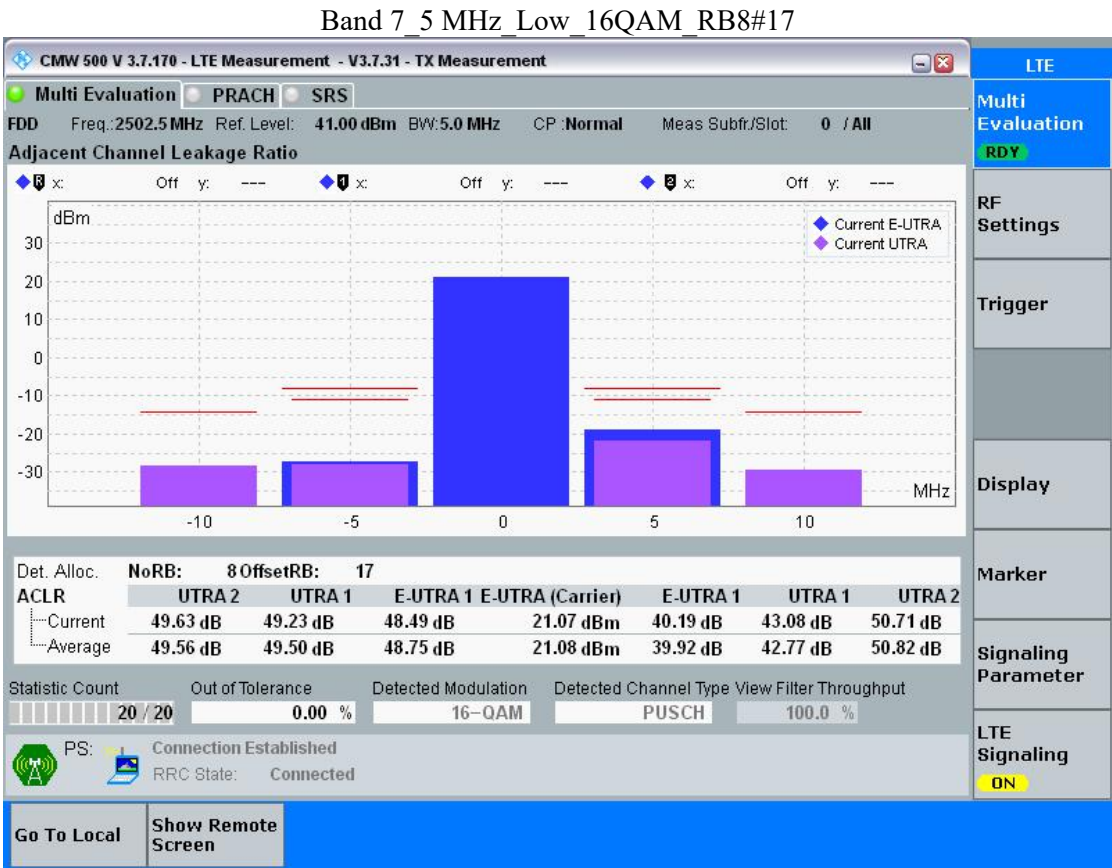 Band 7_5 MHz_Low_16QAM_RB8#17
CMW 500 V 3.7.170 - LTE Measurement - V3.7.31 - TX Measurement
LTE
Multi Evaluation PRACH SRS
Multi
Evaluation
RDY
FDD Freq.:2502.5 MHz Ref. Level: 41.00 dBm BW:5.0 MHz CP :Normal Meas Subfr./Slot: 0 / All
Adjacent Channel Leakage Ratio
R x: Off y: --- 1 x: Off y: --- 2 x: Off y: ---
dBm
Current E-UTRA
Current UTRA
30
20
10
0
-10
-20
-30
MHz
-10 -5 0 5 10
RF
Settings
Trigger
Display
Marker
Signaling
Parameter
LTE
Signaling
ON
Det. Alloc. NoRB: 8 OffsetRB: 17
ACLR UTRA 2 UTRA 1 E-UTRA 1 E-UTRA (Carrier) E-UTRA 1 UTRA 1 UTRA 2
Current 49.63 dB 49.23 dB 48.49 dB 21.07 dBm 40.19 dB 43.08 dB 50.71 dB
Average 49.56 dB 49.50 dB 48.75 dB 21.08 dBm 39.92 dB 42.77 dB 50.82 dB
Statistic Count Out of Tolerance Detected Modulation Detected Channel Type View Filter Throughput
20 / 20 0.00 % 16-QAM PUSCH 100.0 %
PS: Connection Established
RRC State: Connected
Go To Local
Show Remote
Screen